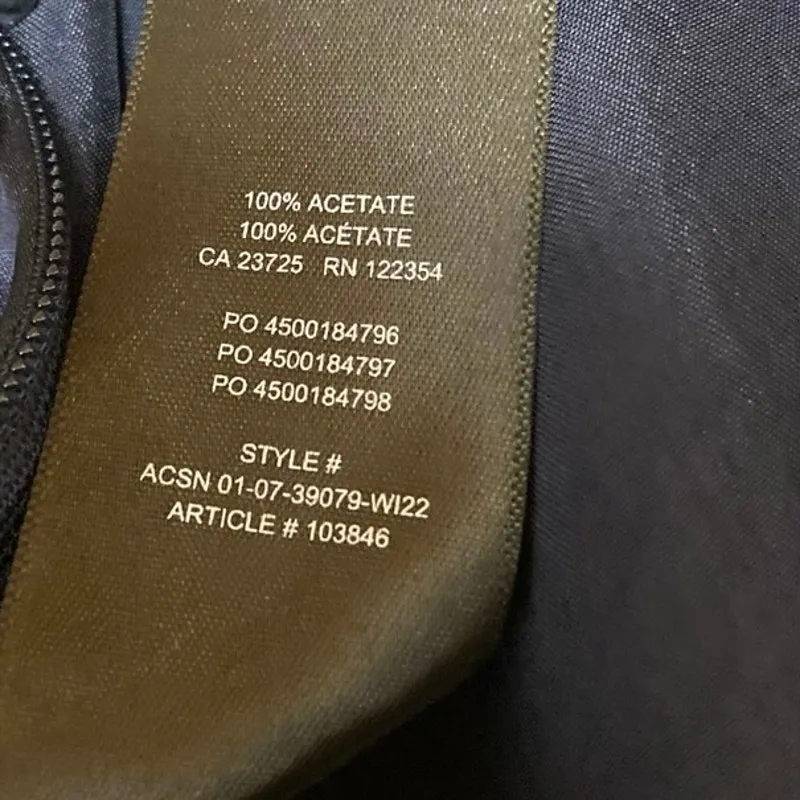 100% ACETATE
100% ACÉTATE
CA 23725 RN 122354
PO 4500184796
PO 4500184797
PO 4500184798
STYLE #
ACSN 01-07-39079-WI22
ARTICLE # 103846